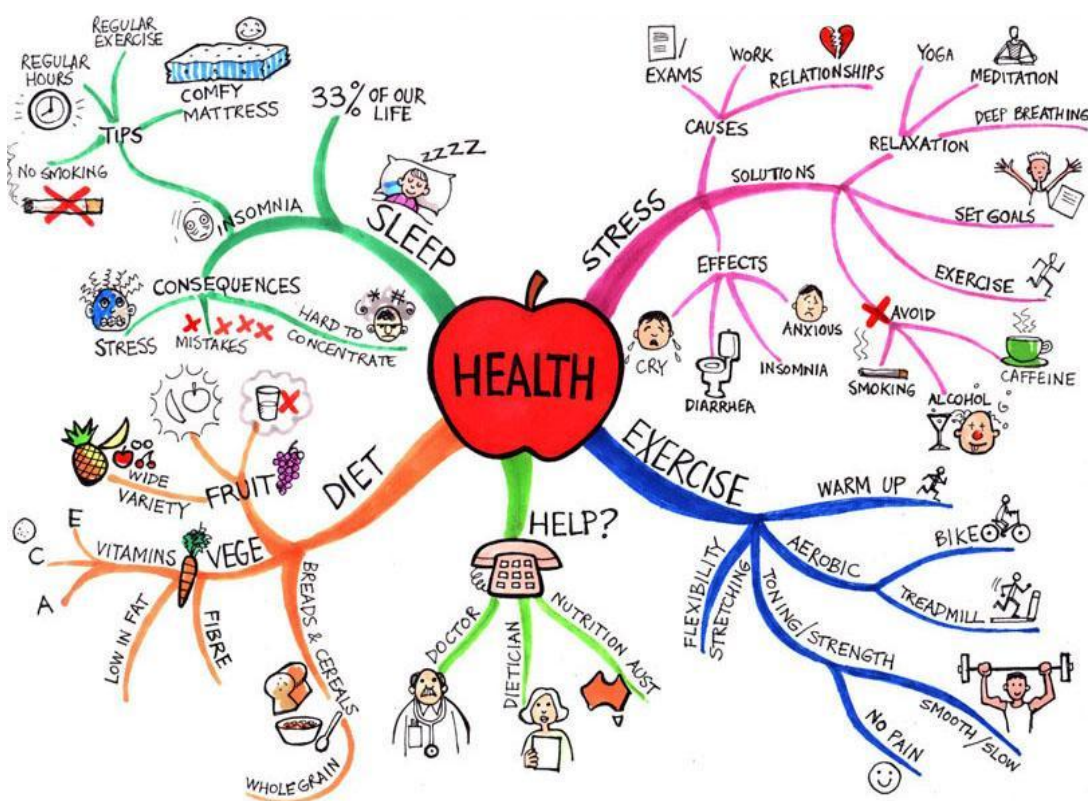 HEALTH
SLEEP
33% OF OUR
LIFE
ZZZZ
INSOMNIA
TIPS
REGULAR
HOURS
REGULAR
EXERCISE
COMFY
MATTRESS
NO SMOKING
CONSEQUENCES
STRESS
MISTAKES
HARD TO
CONCENTRATE
STRESS
CAUSES
EXAMS
WORK
RELATIONSHIPS
SOLUTIONS
RELAXATION
YOGA
MEDITATION
DEEP BREATHING
SET GOALS
EXERCISE
AVOID
SMOKING
ALCOHOL
CAFFEINE
EFFECTS
CRY
DIARRHEA
INSOMNIA
ANXIOUS
EXERCISE
WARM UP
AEROBIC
BIKE
TREADMILL
TONING/STRENGTH
SMOOTH/SLOW
NO PAIN
FLEXIBILITY
STRETCHING
HELP?
DOCTOR
DIETICIAN
NUTRITION AUST
DIET
FRUIT
WIDE
VARIETY
VEGE
VITAMINS
E
C
A
LOW IN FAT
FIBRE
BREADS & CEREALS
WHOLEGRAIN